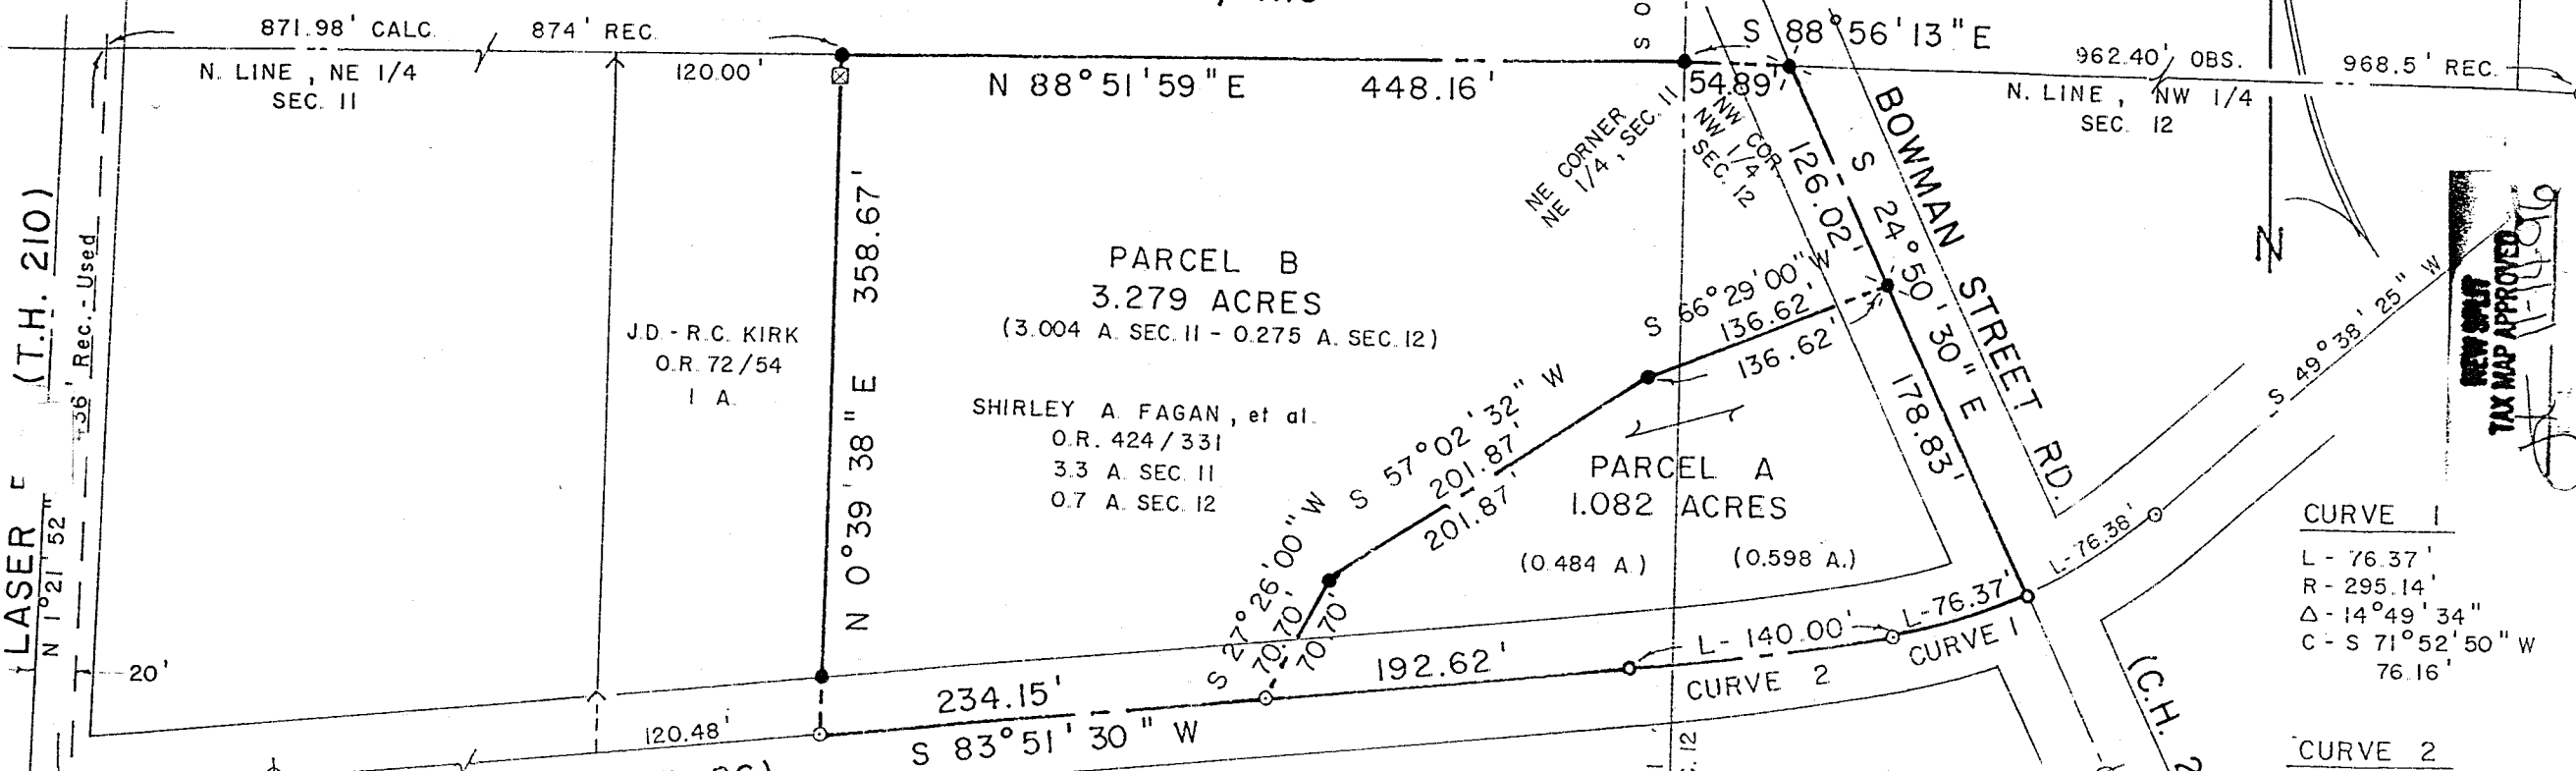 871.98' CALC.
874' REC.
N. LINE, NE 1/4
SEC. 11
120.00'
N 88°51'59"E
448.16'
S 88°56'13"E
54.89'
962.40' OBS.
968.5' REC.
N. LINE, NW 1/4
SEC. 12
NE CORNER
NE 1/4, SEC. 11
NW COR.
NW 1/4
SEC. 12
LASER
(T.H. 210)
N 1°21'52"
36' Rec.- Used
20'
J.D.-R.C. KIRK
O.R. 72/54
1 A.
N 0°39'38"E
358.67'
PARCEL B
3.279 ACRES
(3.004 A. SEC. 11 - 0.275 A. SEC. 12)
SHIRLEY A. FAGAN, et al.
O.R. 424/331
3.3 A. SEC. 11
0.7 A. SEC. 12
S 66°29'00"W
136.62'
136.62'
S 57°02'32" W
201.87'
201.87'
S 27°26'00"W
70.70'
70.70'
PARCEL A
1.082 ACRES
(0.484 A.)
(0.598 A.)
126.02'
S 24°50'30" E
178.83'
BOWMAN STREET RD.
(C.H. 2
S 49°38'25" W
L-76.38'
L-76.37'
CURVE 1
L- 140.00'
CURVE 2
192.62'
234.15'
S 83°51'30" W
120.48'
NEW SPLIT
TAX MAP APPROVED
N
CURVE 1
L - 76.37'
R - 295.14'
Δ - 14°49'34"
C - S 71°52'50" W
76.16'
CURVE 2